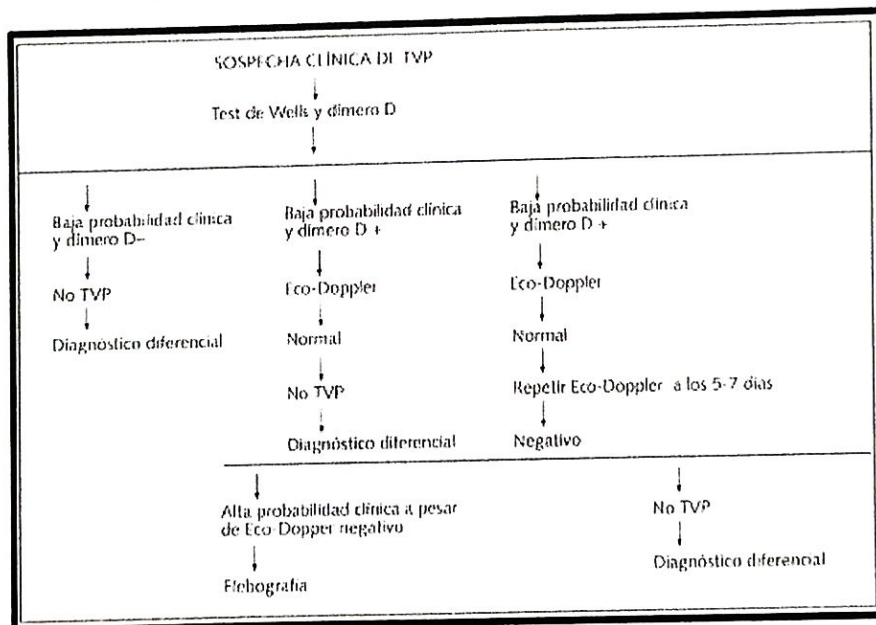 SOSPECHA CLÍNICA DE TVP
Test de Wells y dímero D
Baja probabilidad clínica
y dímero D–
No TVP
Diagnóstico diferencial
Baja probabilidad clínica
y dímero D +
Eco-Doppler
Normal
No TVP
Diagnóstico diferencial
Baja probabilidad clínica
y dímero D +
Eco-Doppler
Normal
Repetir Eco-Doppler a los 5-7 días
Negativo
Alta probabilidad clínica a pesar
de Eco-Dopper negativo
Flebografía
No TVP
Diagnóstico diferencial